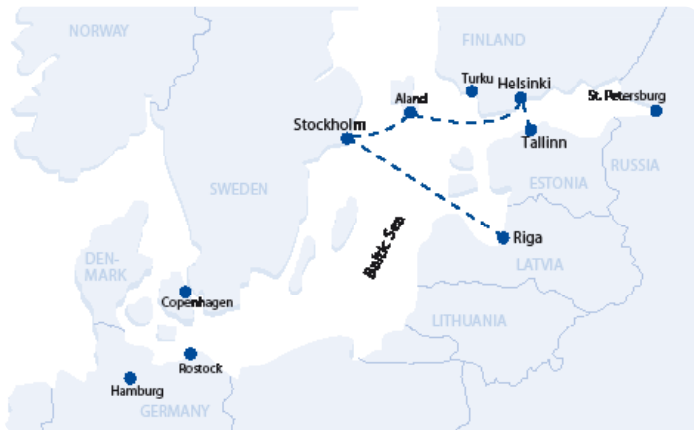 NORWAY
FINLAND
Turku
Helsinki
Aland
St. Petersburg
Stockholm
Tallinn
RUSSIA
SWEDEN
ESTONIA
Baltic Sea
Riga
DEN-
MARK
LATVIA
Copenhagen
LITHUANIA
Rostock
Hamburg
GERMANY